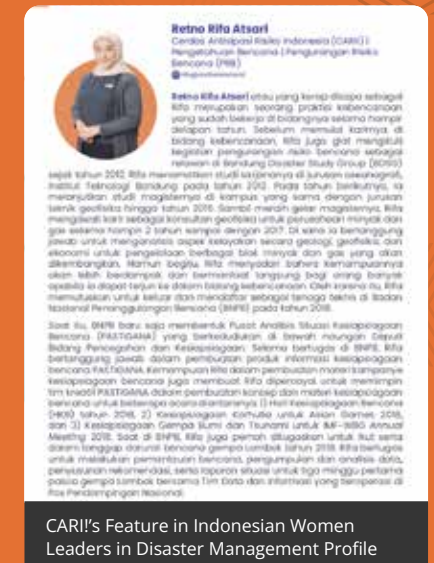 Retno Rifa Atsari
Cerdas Antisipasi Risiko Indonesia (CARI!) |
Pengetahuan Bencana | Pengurangan Risiko
Bencana (PRB)
Retno Rifa Atsari atau yang kerap disapa sebagai
Rifa merupakan seorang praktisi kebencanaan
yang sudah bekerja di bidangnya selama hampir
delapan tahun. Sebelum memulai karirnya di
bidang kebencanaan, Rifa juga giat mengikuti
kegiatan pengurangan risiko bencana sebagai
relawan di Bandung Disaster Study Group (BDSG)
sejak tahun 2010. Rifa menamatkan studi sarjananya di jurusan oseanografi,
Institut Teknologi Bandung pada tahun 2012. Pada tahun berikutnya, ia
melanjutkan studi magisternya di kampus yang sama dengan jurusan
teknik geofisika hingga tahun 2015. Sambil meraih gelar magisternya, Rifa
mengawali karir sebagai konsultan geofisika untuk perusahaan minyak dan
gas selama hampir 2 tahun sampai dengan 2017. Di sana ia bertanggung
jawab untuk menganalisis aspek kelayakan secara geologi, geofisika, dan
ekonomi untuk pengelolaan berbagai blok minyak dan gas yang akan
dikembangkan. Namun begitu, Rifa menyadari bahwa kemampuannya
akan lebih berdampak dan bermanfaat langsung bagi orang banyak
apabila ia dapat terjun ke dalam bidang kebencanaan. Oleh karena itu, Rifa
memutuskan untuk keluar dan mendaftar sebagai tenaga teknis di Badan
Nasional Penanggulangan Bencana (BNPB) pada tahun 2018.
Saat itu, BNPB baru saja membentuk Pusat Analisis Situasi Kesiapsiagaan
Bencana (PASTIGANA) yang berkedudukan di bawah naungan Deputi
Bidang Pencegahan dan Kesiapsiagaan. Selama bertugas di BNPB, Rifa
bertanggung jawab dalam pembuatan produk informasi kesiapsiagaan
bencana PASTIGANA. Kemampuan Rifa dalam pembuatan materi kampanye
kesiapsiagaan bencana juga membuat Rifa dipercaya untuk memimpin
tim kreatif PASTIGANA dalam pembuatan konsep dan materi kesiapsiagaan
bencana untuk beberapa acara diantaranya 1) Hari Kesiapsiagaan Bencana
(HKB) tahun 2018, 2) Kesiapsiagaan Karhutla untuk Asian Games 2018,
dan 3) Kesiapsiagaan Gempa Bumi dan Tsunami untuk IMF-WBG Annual
Meeting 2018. Saat di BNPB, Rifa juga pernah ditugaskan untuk ikut serta
dalam tanggap darurat bencana gempa Lombok tahun 2018. Rifa bertugas
untuk melakukan pemantauan bencana, pengumpulan dan analisis data,
penyusunan rekomendasi, serta laporan situasi untuk tiga minggu pertama
pasca gempa Lombok bersama Tim Data dan Informasi yang beroperasi di
Pos Pendampingan Nasional.
CARI!'s Feature in Indonesian Women
Leaders in Disaster Management Profile